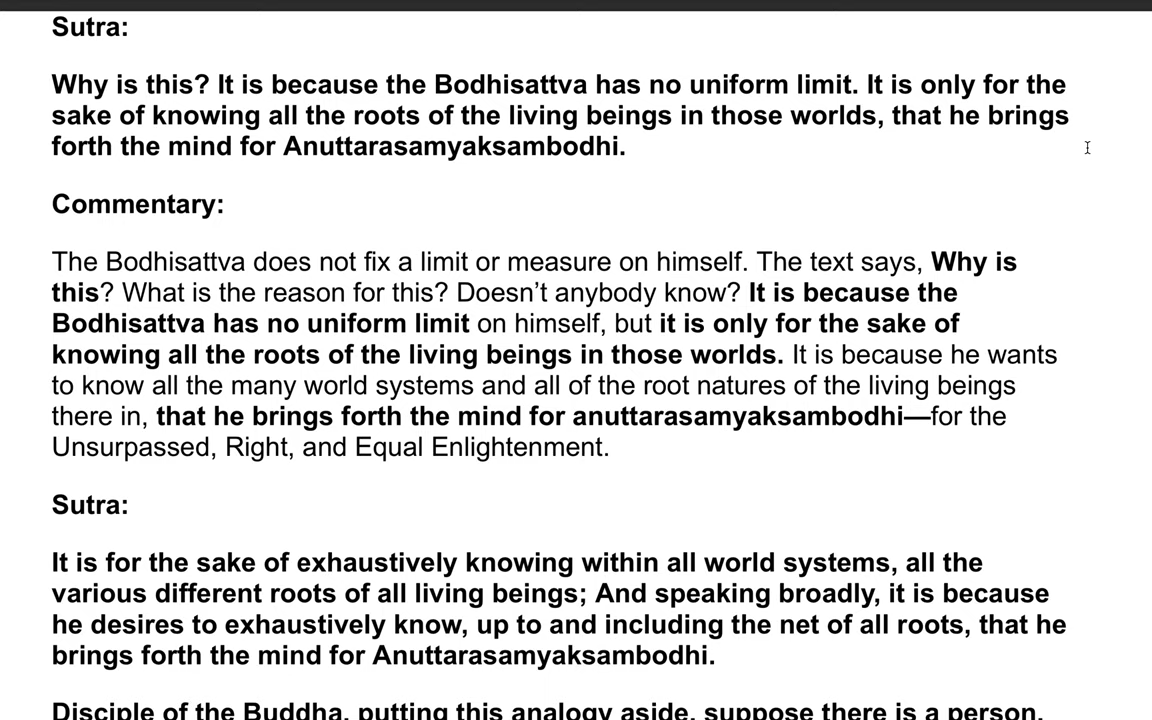 Sutra:
Why is this? It is because the Bodhisattva has no uniform limit. It is only for the
sake of knowing all the roots of the living beings in those worlds, that he brings
forth the mind for Anuttarasamyaksambodhi.
Commentary:
The Bodhisattva does not fix a limit or measure on himself. The text says, Why is
this? What is the reason for this? Doesn’t anybody know? It is because the
Bodhisattva has no uniform limit on himself, but it is only for the sake of
knowing all the roots of the living beings in those worlds. It is because he wants
to know all the many world systems and all of the root natures of the living beings
there in, that he brings forth the mind for anuttarasamyaksambodhi—for the
Unsurpassed, Right, and Equal Enlightenment.
Sutra:
It is for the sake of exhaustively knowing within all world systems, all the
various different roots of all living beings; And speaking broadly, it is because
he desires to exhaustively know, up to and including the net of all roots, that he
brings forth the mind for Anuttarasamyaksambodhi.
Disciple of the Buddha, putting this analogy aside, suppose there is a person,